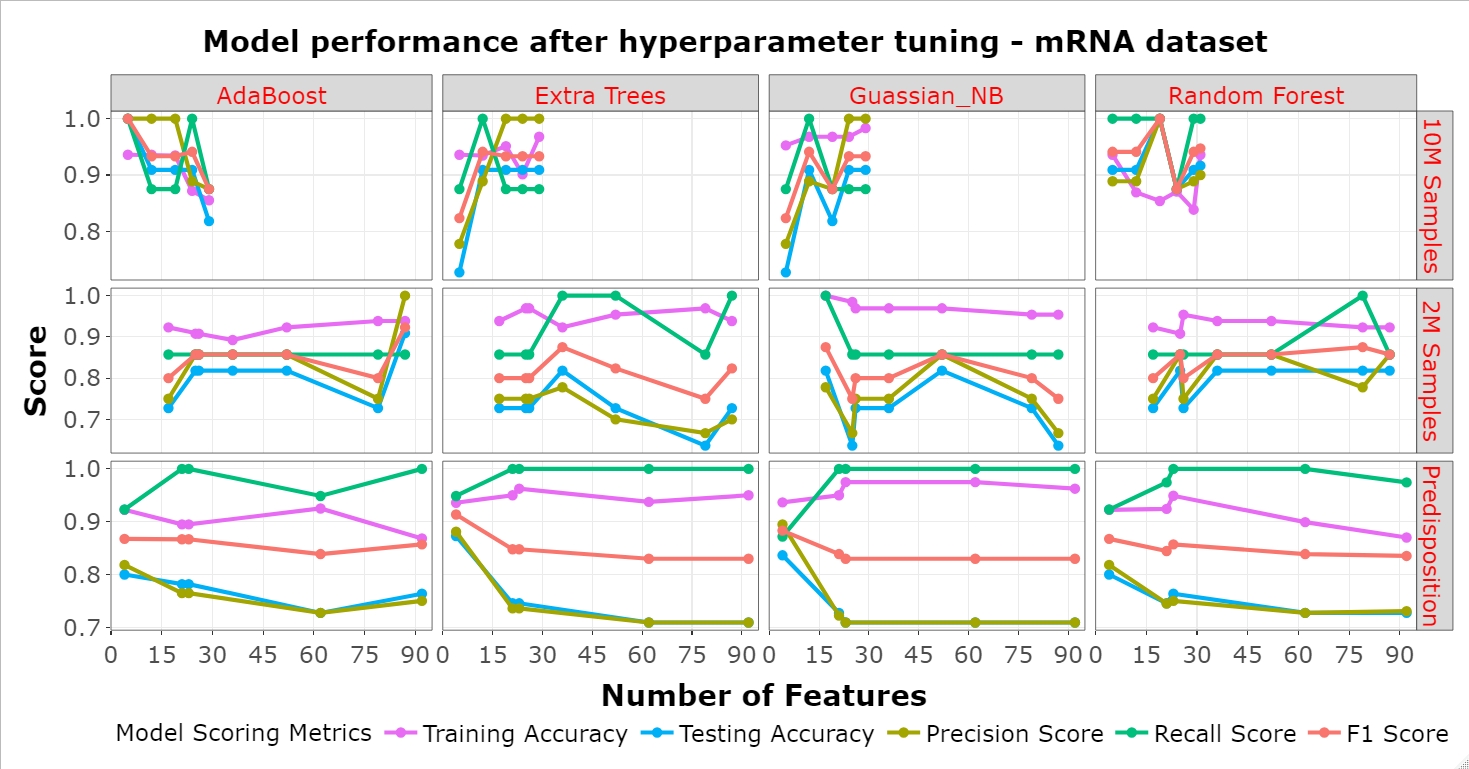 Model performance after hyperparameter tuning - mRNA dataset
AdaBoost
Extra Trees
Guassian_NB
Random Forest
1.0
0.9
0.8
10M Samples
1.0
0.9
0.8
0.7
2M Samples
1.0
0.9
0.8
0.7
Predisposition
Score
0 15 30 45 60 75 90
0 15 30 45 60 75 90
0 15 30 45 60 75 90
0 15 30 45 60 75 90
Number of Features
Model Scoring Metrics Training Accuracy Testing Accuracy Precision Score Recall Score F1 Score